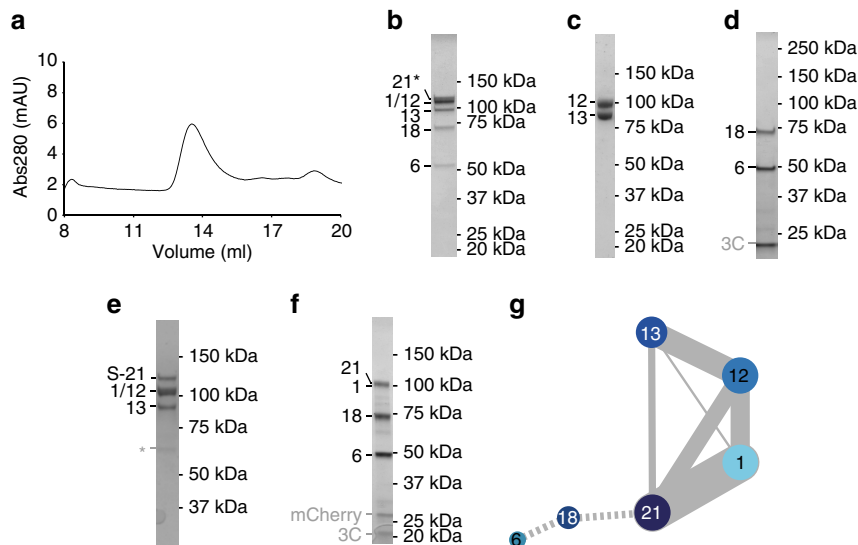 a
10
8
6
4
2
0
Abs280 (mAU)
8 11 14 17 20
Volume (ml)
b
21*
1/12
13
18
6
150 kDa
100 kDa
75 kDa
50 kDa
37 kDa
25 kDa
20 kDa
c
12
13
150 kDa
100 kDa
75 kDa
50 kDa
37 kDa
25 kDa
20 kDa
d
18
6
3C
250 kDa
150 kDa
100 kDa
75 kDa
50 kDa
37 kDa
25 kDa
e
S-21
1/12
13
*
150 kDa
100 kDa
75 kDa
50 kDa
37 kDa
f
21
1
18
6
mCherry
3C
150 kDa
100 kDa
75 kDa
50 kDa
37 kDa
25 kDa
20 kDa
g
13
12
1
21
18
6